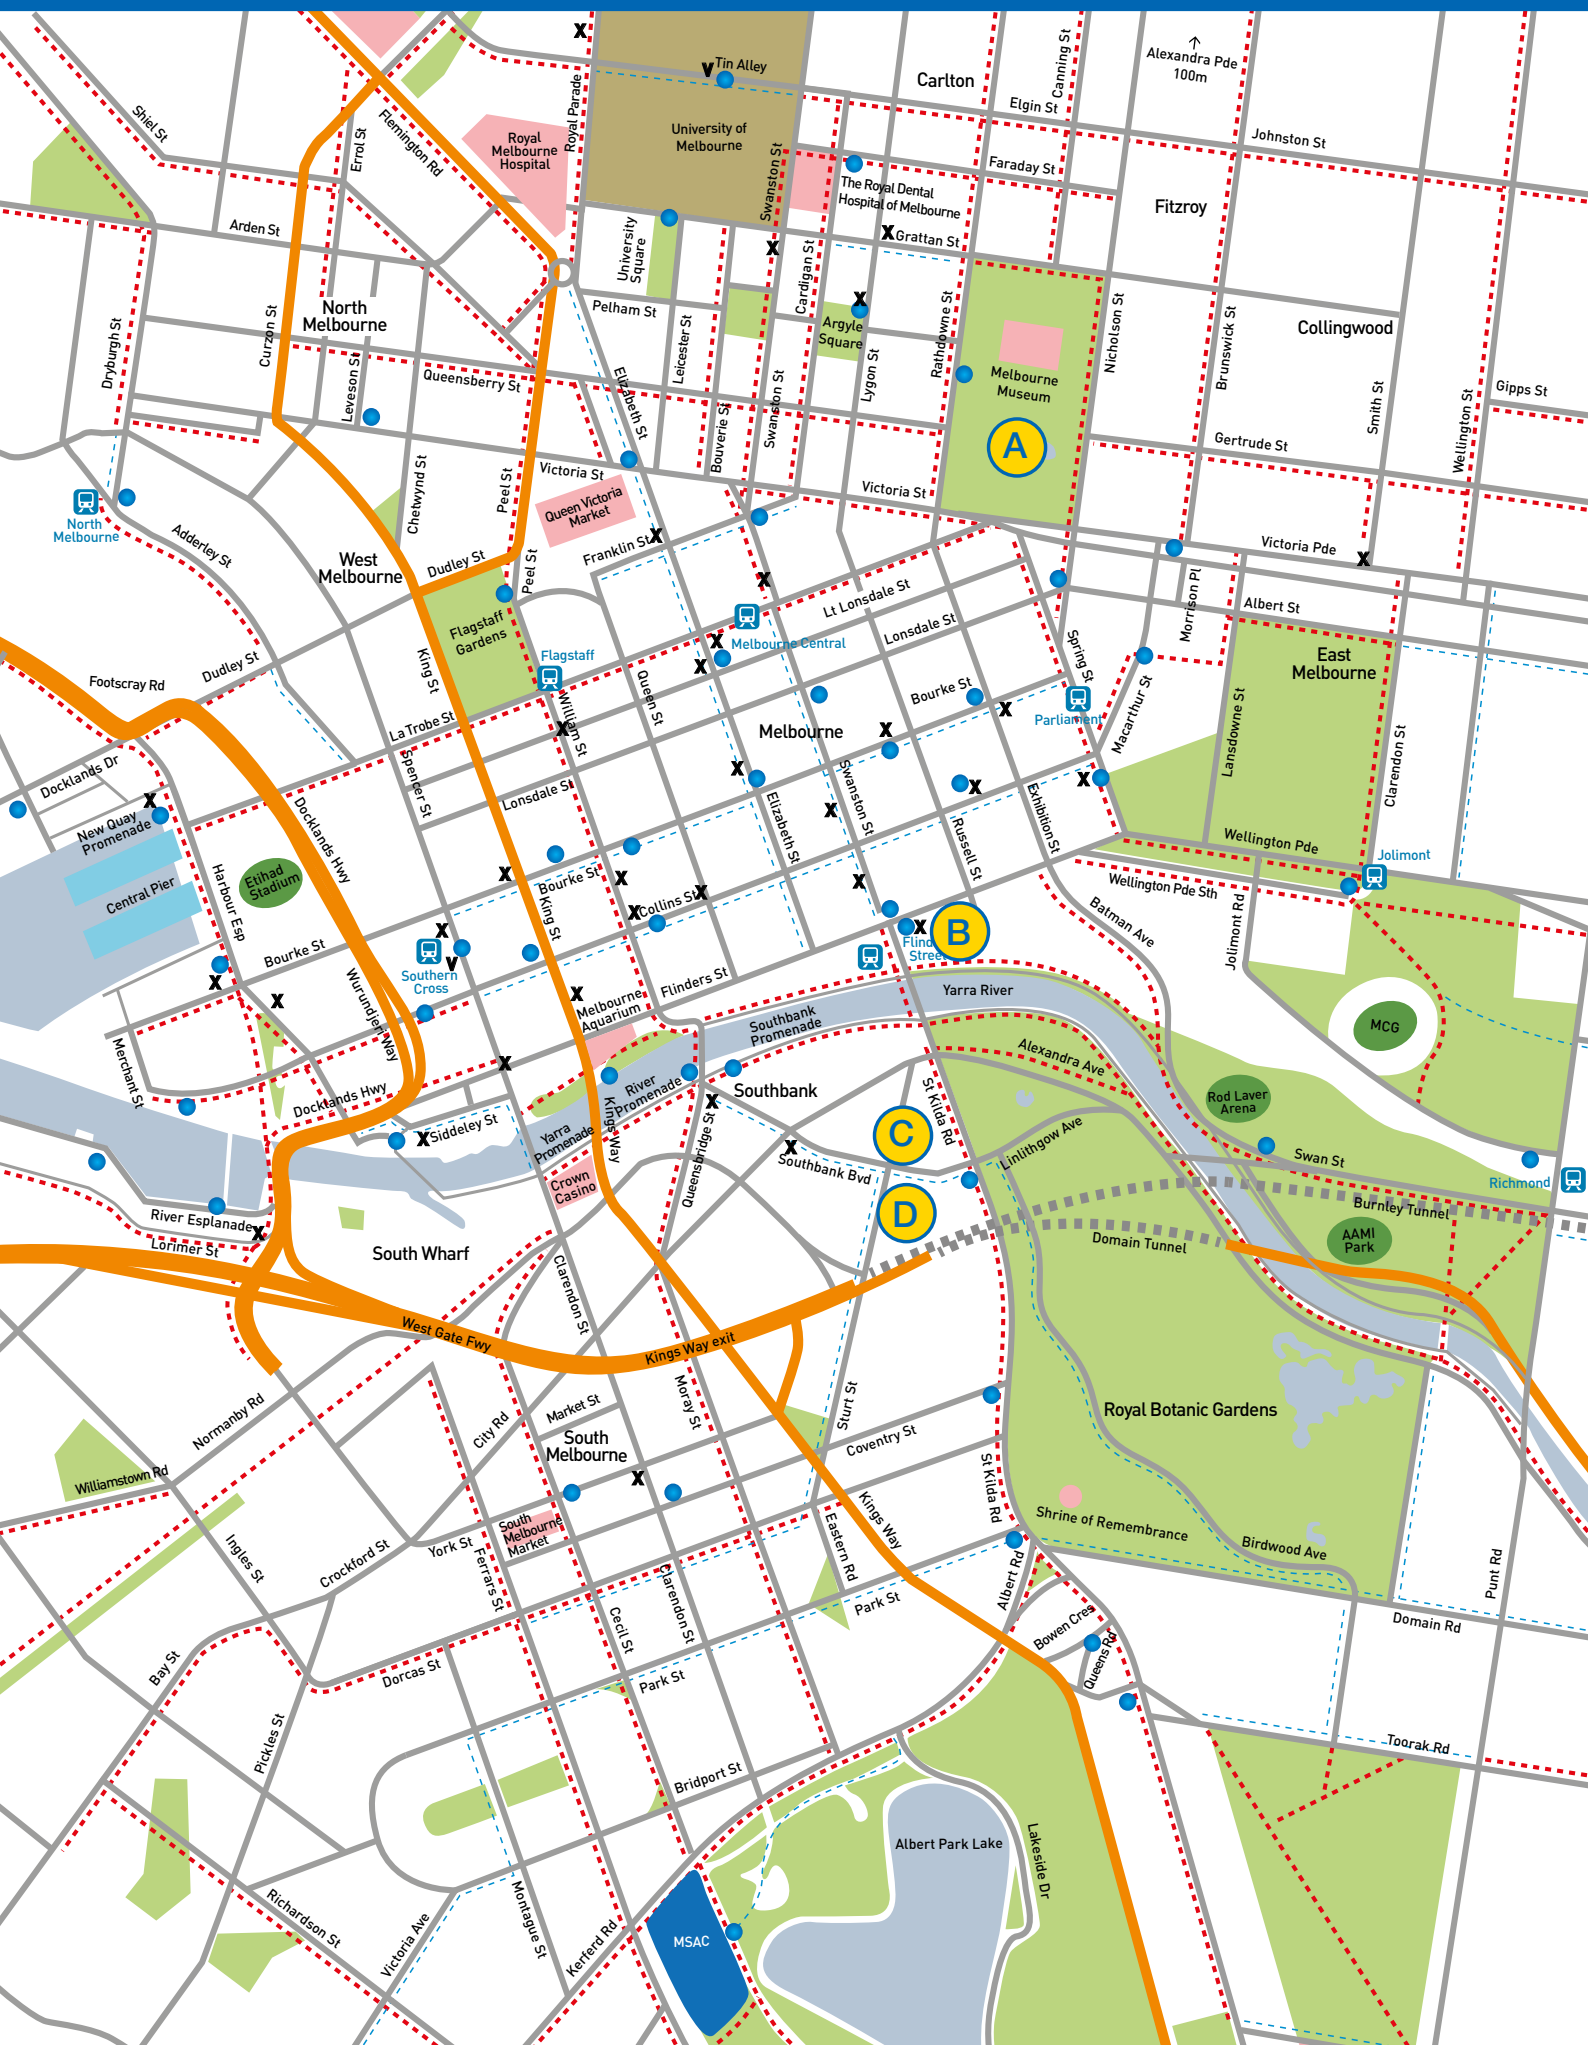 Tin Alley
Carlton
Alexandra Pde
100m
Canning St
Elgin St
Johnston St
Shiel St
Errol St
Flemington Rd
Royal
Melbourne
Hospital
Royal Parade
University of
Melbourne
Swanston St
Faraday St
The Royal Dental
Hospital of Melbourne
Fitzroy
Arden St
University
Square
X Grattan St
Cardigan St
North
Melbourne
Pelham St
Argyle
Square
Rathdowne St
Nicholson St
Collingwood
Dryburgh St
Curzon St
Leveson St
Queensberry St
Elizabeth St
Leicester St
Bouverie St
Swanston St
Lygon St
Melbourne
Museum
Brunswick St
Smith St
Wellington St
Gipps St
A
Gertrude St
Victoria St
Victoria St
Chetwynd St
Peel St
Queen Victoria
Market
North
Melbourne
Adderley St
Franklin St
Victoria Pde
West
Melbourne
Dudley St
Peel St
Lt Lonsdale St
Morrison Pl
Albert St
Flagstaff
Gardens
Melbourne Central
Lonsdale St
Spring St
East
Melbourne
Flagstaff
Dudley St
King St
Footscray Rd
Queen St
Bourke St
Parliament
Macarthur St
Lansdowne St
La Trobe St
William St
Melbourne
Clarendon St
Docklands Dr
Spencer St
Lonsdale St
Swanston St
New Quay
Promenade
Docklands Hwy
Elizabeth St
Exhibition St
Wellington Pde
Russell St
Jolimont
Etihad
Stadium
Central Pier
Harbour Esp
Bourke St
Wellington Pde Sth
Collins St
King St
Batman Ave
Jolimont Rd
B
Bourke St
Southern
Cross
Flind
Street
Flinders St
Wurundjeri Way
Melbourne
Aquarium
Yarra River
Southbank
Promenade
MCG
Merchant St
Alexandra Ave
River
Promenade
Southbank
Docklands Hwy
Siddeley St
Kings Way
St Kilda Rd
Rod Laver
Arena
Yarra
Promenade
Queensbridge St
C
Linlithgow Ave
Southbank Bvd
Swan St
Crown
Casino
Richmond
D
Burnley Tunnel
River Esplanade
Lorimer St
South Wharf
Domain Tunnel
AAMI
Park
Clarendon St
West Gate Fwy
Kings Way exit
Moray St
Market St
Sturt St
Royal Botanic Gardens
Normanby Rd
City Rd
South
Melbourne
Coventry St
Williamstown Rd
St Kilda Rd
Kings Way
South
Melbourne
Market
Shrine of Remembrance
Birdwood Ave
Ingles St
York St
Crockford St
Ferrars St
Eastern Rd
Clarendon St
Albert Rd
Punt Rd
Park St
Cecil St
Domain Rd
Bowen Cres
Queens Rd
Bay St
Dorcas St
Park St
Pickles St
Toorak Rd
Bridport St
Albert Park Lake
Lakeside Dr
Richardson St
Montague St
Victoria Ave
Kerferd Rd
MSAC